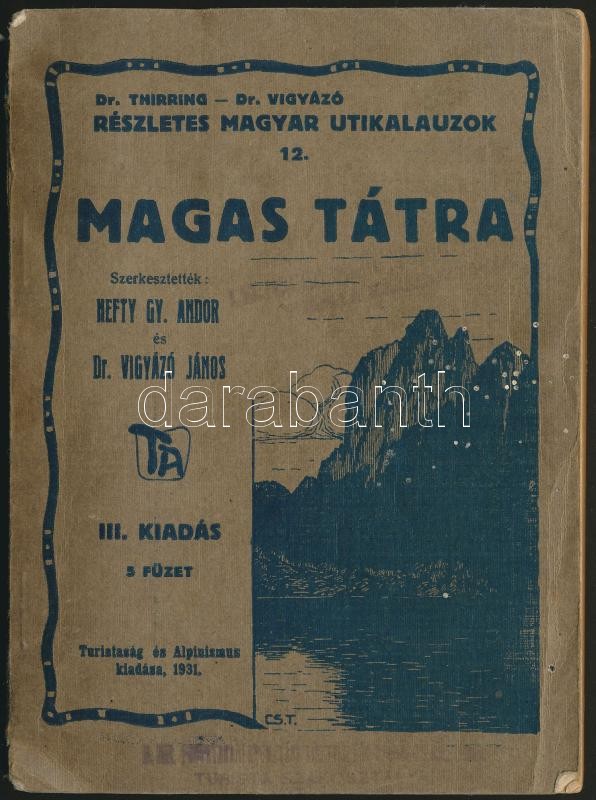 Dr. THIRRING – Dr. VIGYÁZÓ
RÉSZLETES MAGYAR UTIKALAUZOK
12.
MAGAS TÁTRA
Szerkesztették:
HEFTY GY. ANDOR
és
Dr. VIGYÁZÓ JÁNOS
darabanth
TA
III. KIADÁS
5 FÜZET
Turistaság és Alpinismus
kiadása, 1931.
CS.T.